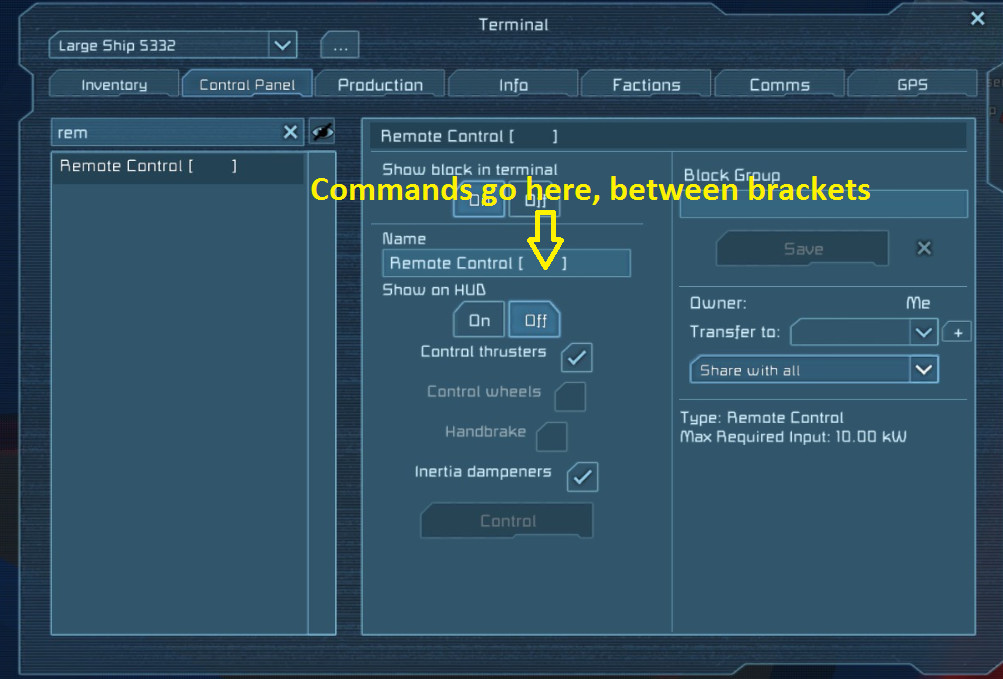 Terminal
Large Ship 5332
...
Inventory
Control Panel
Production
Info
Factions
Comms
GPS
rem
Remote Control [ ]
Remote Control [ ]
Show block in terminal
Block Group
Commands go here, between brackets
On Off
Name
Remote Control [ ]
Save
Show on HUD
On Off
Owner: Me
Transfer to: +
Control thrusters
Share with all
Control wheels
Type: Remote Control
Handbrake
Max Required Input: 10.00 kW
Inertia dampeners
Control